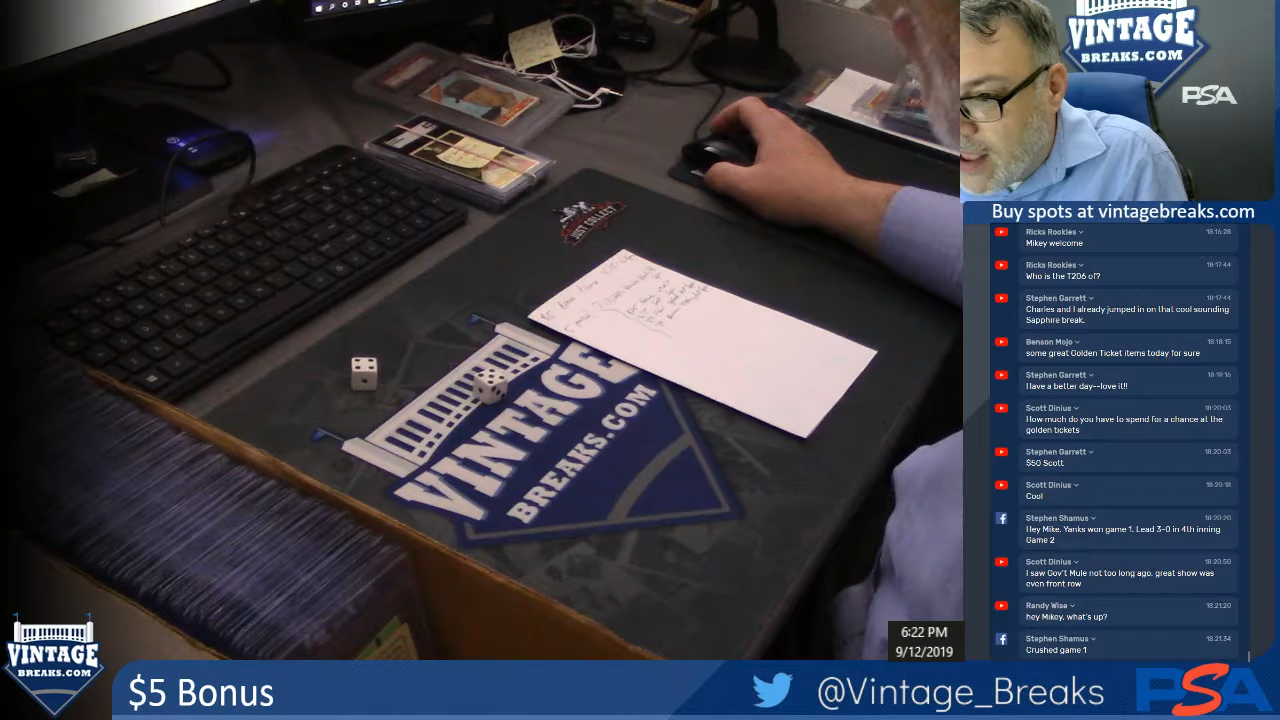 VINTAGE
BREAKS.COM
PSA
Buy spots at vintagebreaks.com
Ricks Rookies 18:16:28
Mikey welcome
Ricks Rookies 18:17:44
Who is the T206 of?
Stephen Garrett 18:17:44
Charles and I already jumped in on that cool sounding
Sapphire break.
Benson Mojo 18:18:15
some great Golden Ticket items today for sure
Stephen Garrett 18:19:16
Have a better day--love it!!
Scott Dinius 18:20:03
How much do you have to spend for a chance at the
golden tickets
Stephen Garrett 18:20:03
$50 Scott
Scott Dinius 18:20:18
Cool
Stephen Shamus 18:20:20
Hey Mike. Yanks won game 1. Lead 3-0 in 4th inning
Game 2
Scott Dinius 18:20:50
I saw Gov't Mule not too long ago, great show was
even front row
Randy Wise 18:21:20
hey Mikey, what's up?
Stephen Shamus 18:21:34
Crushed game 1
JUST COLLECT
VINTAGE
BREAKS.COM
6:22 PM
9/12/2019
VINTAGE
BREAKS.COM
$5 Bonus
@Vintage_Breaks
PSA